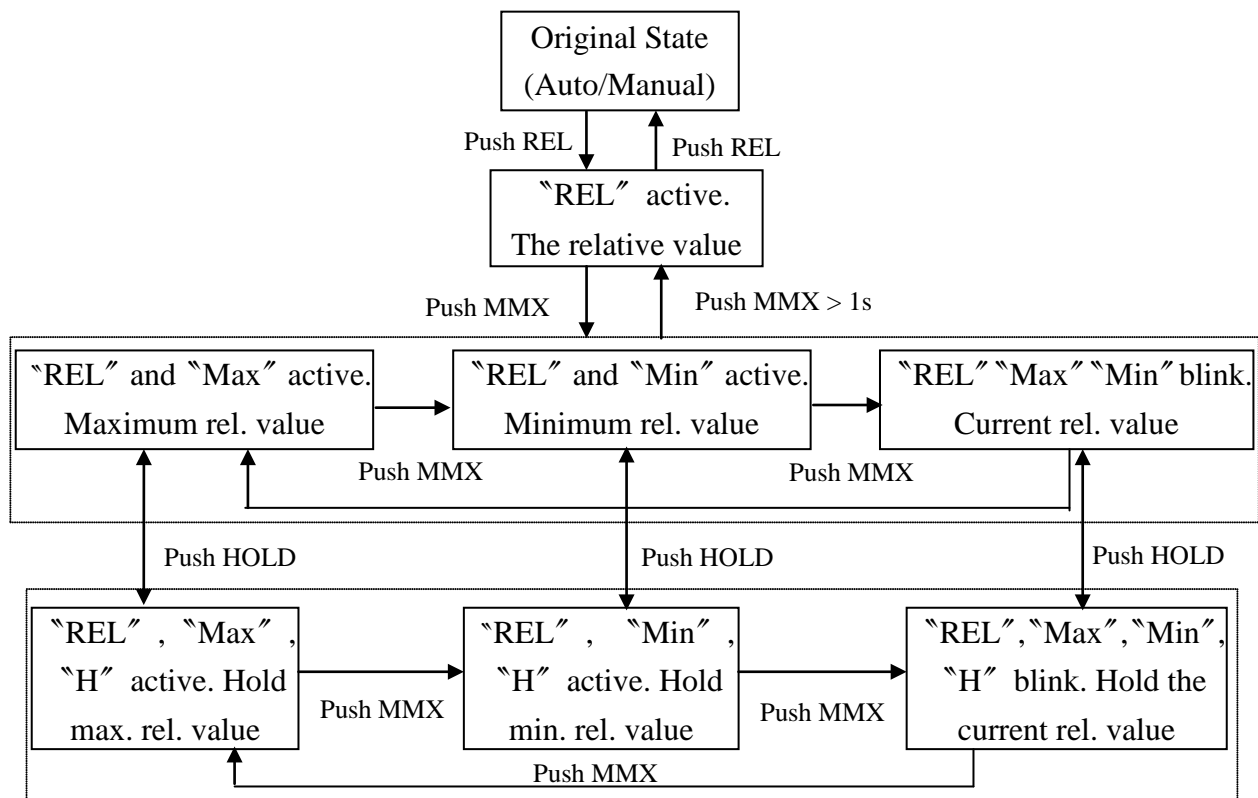 Original State
(Auto/Manual)
Push REL
Push REL
‶REL″ active.
The relative value
Push MMX
Push MMX > 1s
‶REL″ and ‶Max″ active.
Maximum rel. value
‶REL″ and ‶Min″ active.
Minimum rel. value
‶REL″ ‶Max″ ‶Min″ blink.
Current rel. value
Push MMX
Push MMX
Push HOLD
Push HOLD
Push HOLD
‶REL″ , ‶Max″ ,
‶H″ active. Hold
max. rel. value
Push MMX
‶REL″ , ‶Min″ ,
‶H″ active. Hold
min. rel. value
Push MMX
‶REL″,‶Max″,‶Min″,
‶H″ blink. Hold the
current rel. value
Push MMX